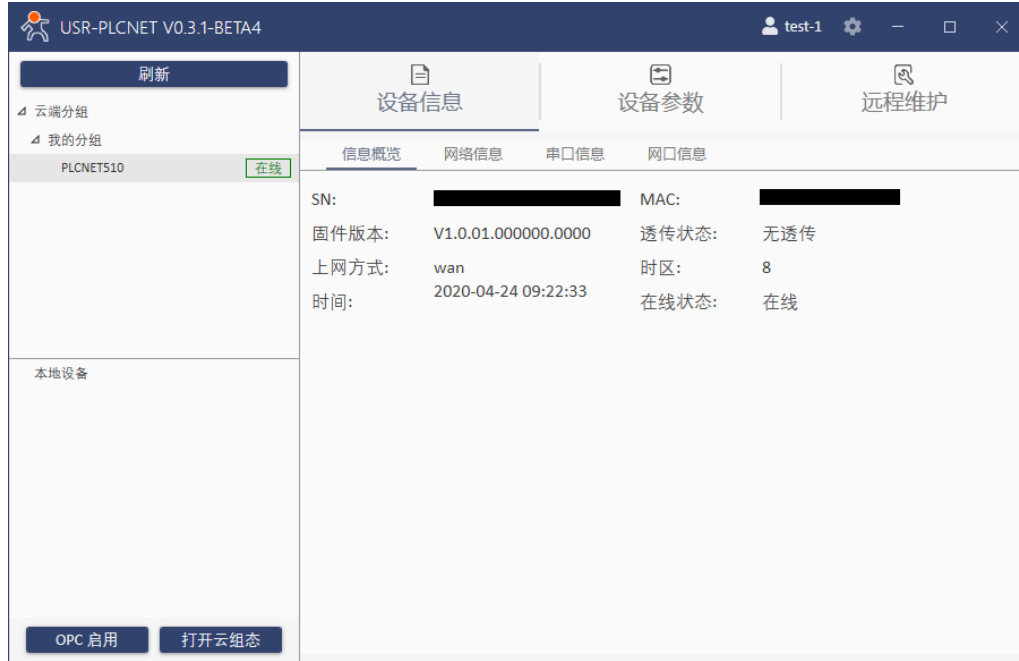 USR-PLCNET V0.3.1-BETA4
test-1
刷新
云端分组
我的分组
PLCNET510
在线
本地设备
OPC 启用
打开云组态
设备信息
设备参数
远程维护
信息概览
网络信息
串口信息
网口信息
SN:
MAC:
固件版本: V1.0.01.000000.0000
透传状态: 无透传
上网方式: wan
时区: 8
时间: 2020-04-24 09:22:33
在线状态: 在线